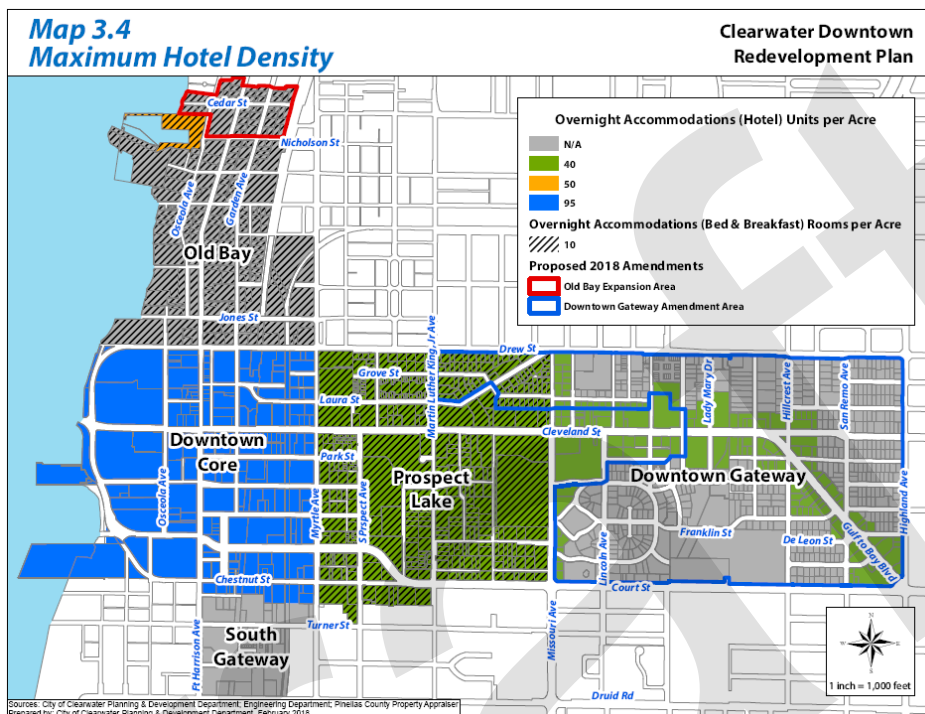 Map 3.4
Maximum Hotel Density
Clearwater Downtown
Redevelopment Plan
Overnight Accommodations (Hotel) Units per Acre
N/A
40
50
95
Overnight Accommodations (Bed & Breakfast) Rooms per Acre
10
Proposed 2018 Amendments
Old Bay Expansion Area
Downtown Gateway Amendment Area
Cedar St
Nicholson St
Osceola Ave
Garden Ave
Old Bay
Jones St
Martin Luther King, Jr Ave
Drew St
Grove St
Laura St
Cleveland St
Lady Mary Dr
Hillcrest Ave
San Remo Ave
Downtown
Core
Osceola Ave
Park St
Myrtle Ave
S Prospect Ave
Prospect
Lake
Downtown Gateway
Highland Ave
Franklin St
De Leon St
Gulf to Bay Blvd
Lincoln Ave
Chestnut St
Court St
Turner St
South
Gateway
Ft Harrison Ave
Missouri Ave
Druid Rd
N
W
E
S
1 inch = 1,000 feet
Sources: City of Clearwater Planning & Development Department; Engineering Department; Pinellas County Property Appraiser
Prepared by: City of Clearwater Planning & Development Department, February 2018